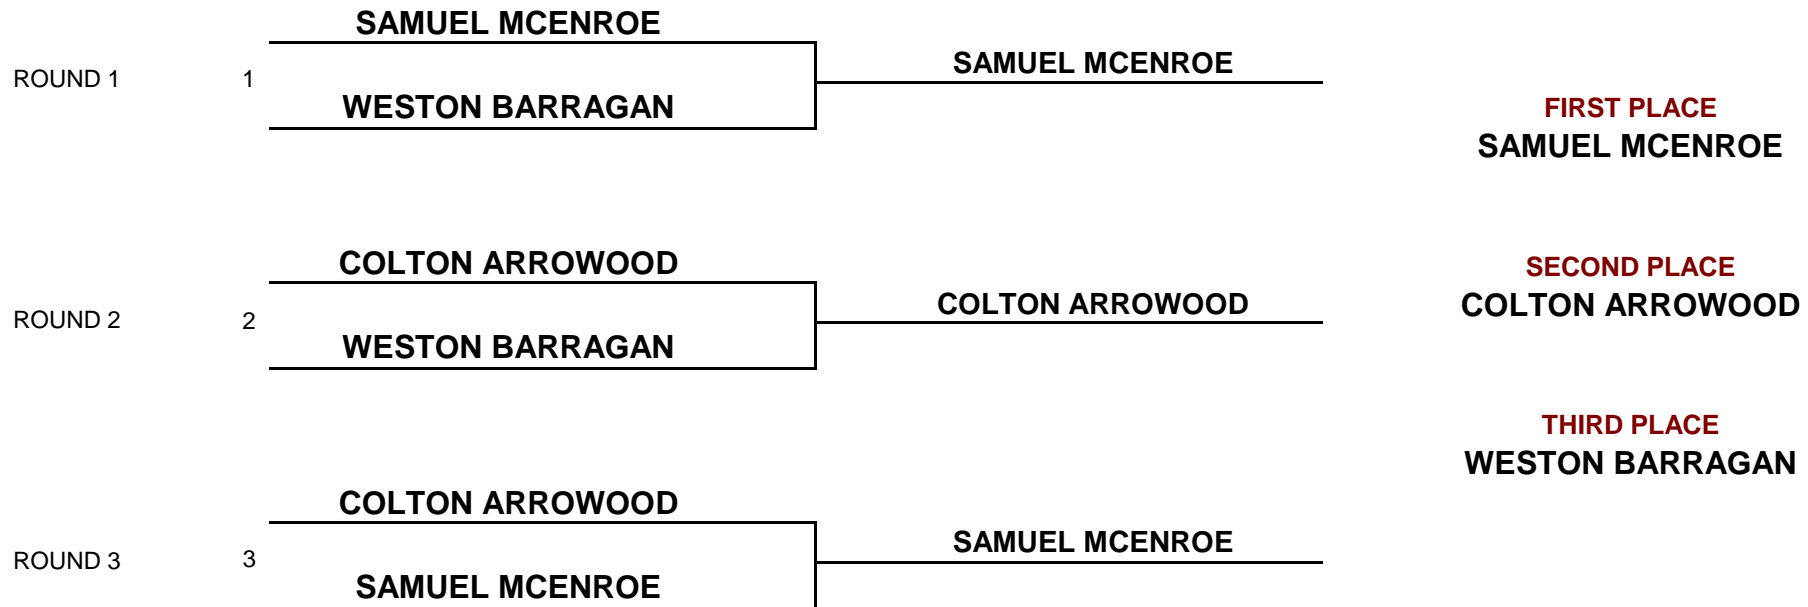 SAMUEL MCENROE
ROUND 1 1 SAMUEL MCENROE
WESTON BARRAGAN
FIRST PLACE
SAMUEL MCENROE
COLTON ARROWOOD
ROUND 2 2 COLTON ARROWOOD
WESTON BARRAGAN
SECOND PLACE
COLTON ARROWOOD
THIRD PLACE
WESTON BARRAGAN
COLTON ARROWOOD
ROUND 3 3 SAMUEL MCENROE
SAMUEL MCENROE